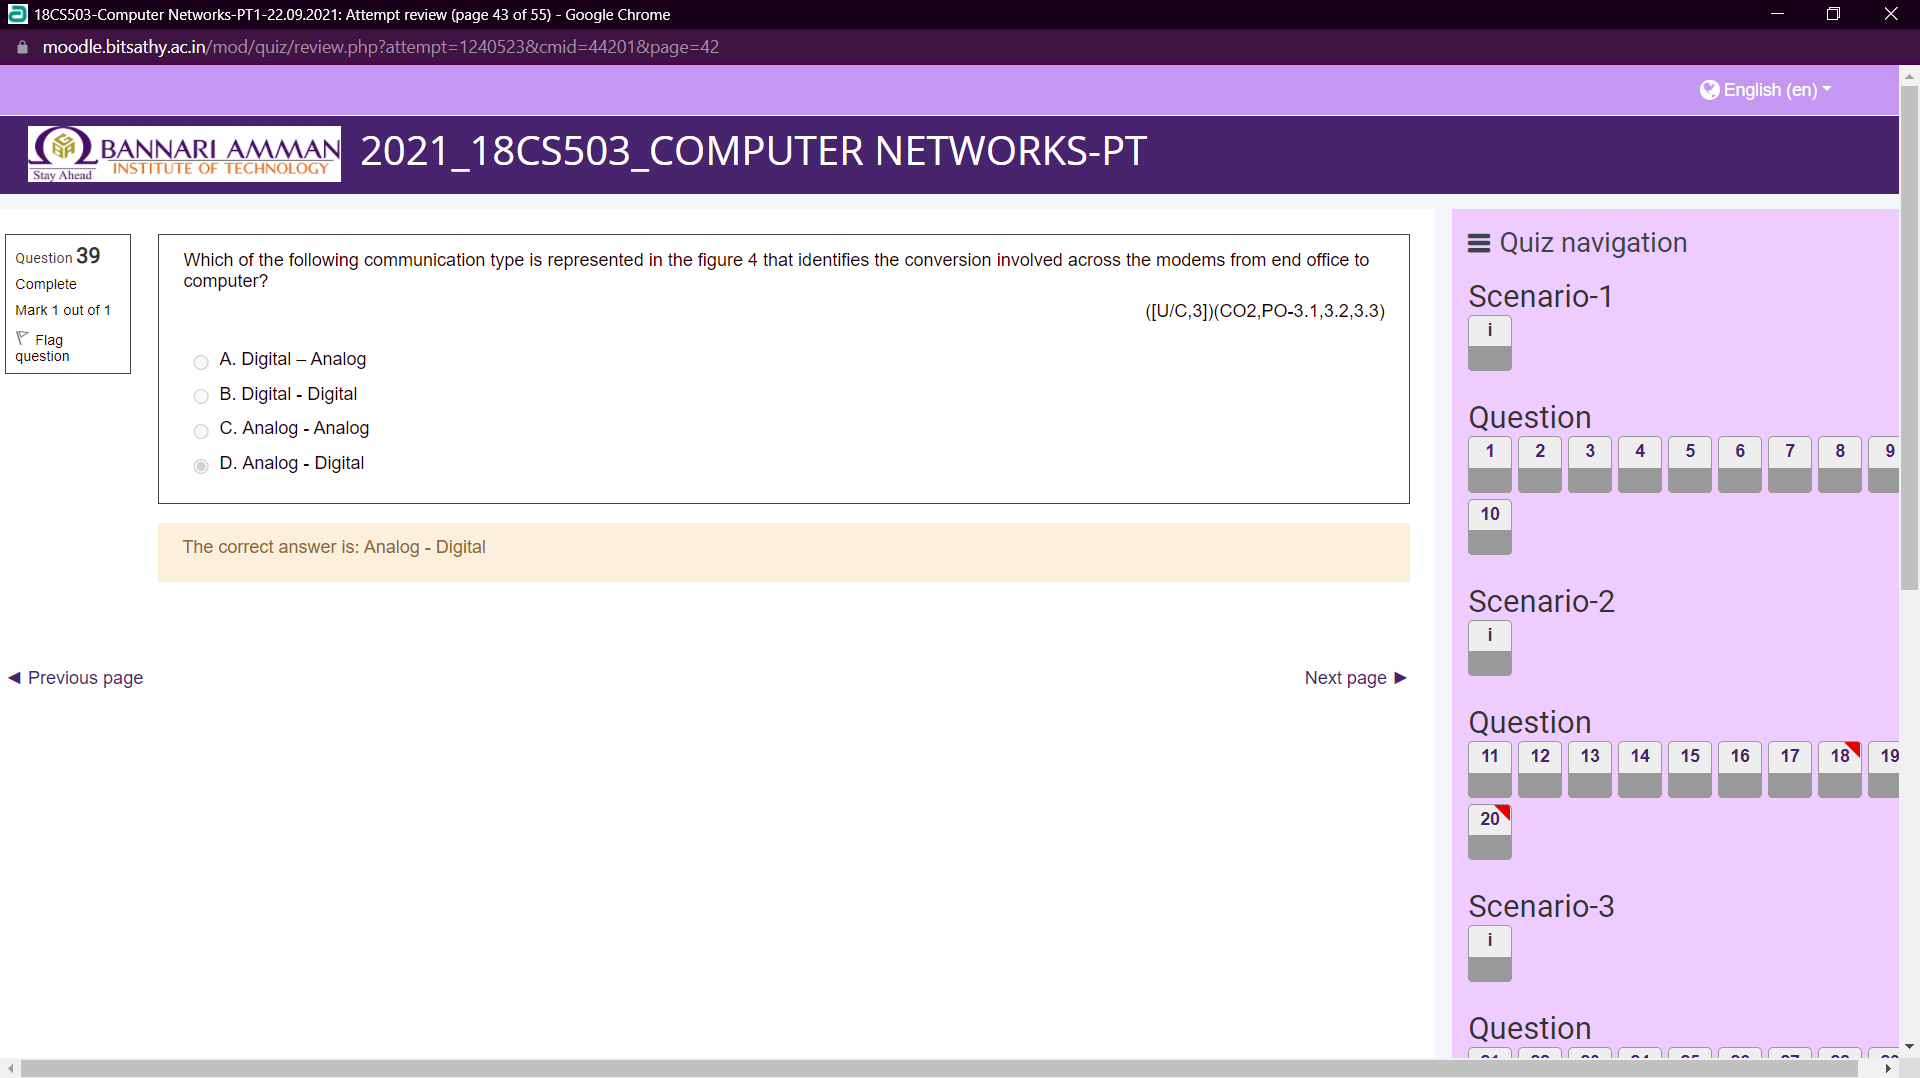 18CS503-Computer Networks-PT1-22.09.2021: Attempt review (page 43 of 55) - Google Chrome
moodle.bitsathy.ac.in/mod/quiz/review.php?attempt=1240523&cmid=44201&page=42
English (en)
BANNARI AMMAN
INSTITUTE OF TECHNOLOGY
Stay Ahead
2021_18CS503_COMPUTER NETWORKS-PT
Question 39
Complete
Mark 1 out of 1
Flag
question
Which of the following communication type is represented in the figure 4 that identifies the conversion involved across the modems from end office to
computer?
([U/C,3])(CO2,PO-3.1,3.2,3.3)
A. Digital – Analog
B. Digital - Digital
C. Analog - Analog
D. Analog - Digital
The correct answer is: Analog - Digital
◄ Previous page
Next page ►
Quiz navigation
Scenario-1
i
Question
1 2 3 4 5 6 7 8 9
10
Scenario-2
i
Question
11 12 13 14 15 16 17 18 19
20
Scenario-3
i
Question